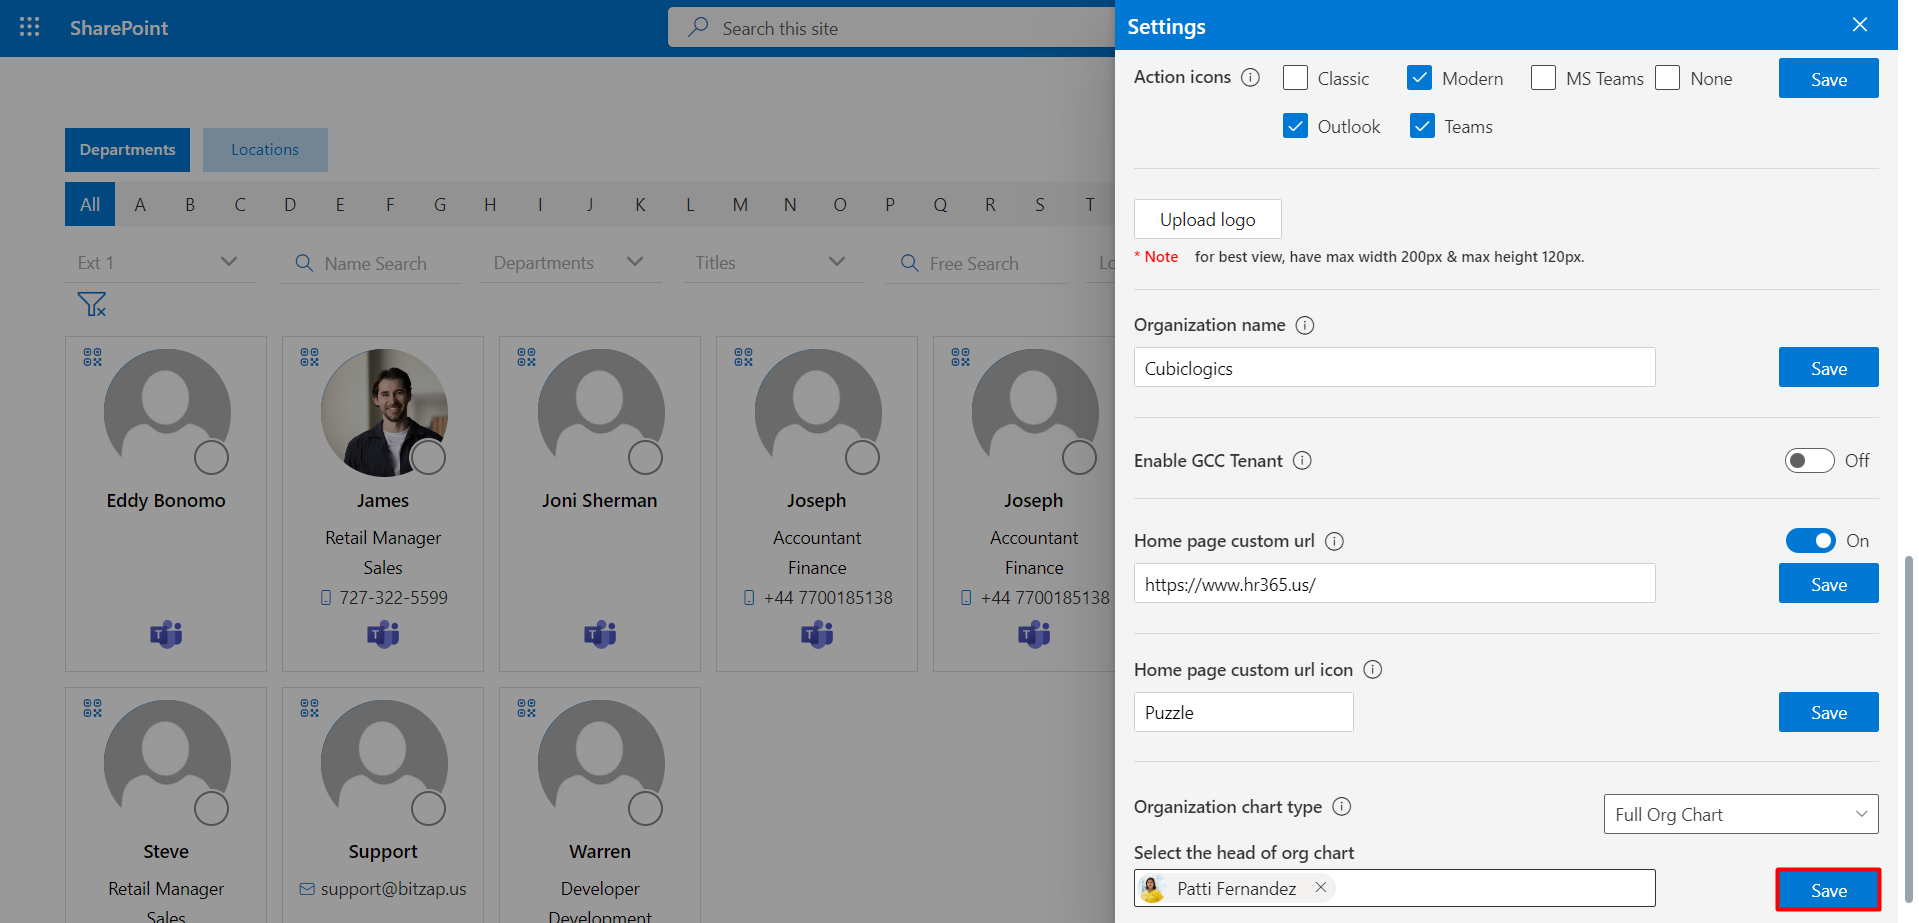 SharePoint
Search this site
Departments
Locations
All A B C D E F G H I J K L M N O P Q R S T
Ext 1
Name Search
Departments
Titles
Free Search
Lo
Eddy Bonomo
James
Retail Manager
Sales
727-322-5599
Joni Sherman
Joseph
Accountant
Finance
+44 7700185138
Joseph
Accountant
Finance
+44 7700185138
Steve
Retail Manager
Sales
Support
support@bitzap.us
Warren
Developer
Development
Settings
Action icons
Classic
Modern
MS Teams
None
Save
Outlook
Teams
Upload logo
* Note for best view, have max width 200px & max height 120px.
Organization name
Cubiclogics
Save
Enable GCC Tenant
Off
Home page custom url
On
https://www.hr365.us/
Save
Home page custom url icon
Puzzle
Save
Organization chart type
Full Org Chart
Select the head of org chart
Patti Fernandez
Save